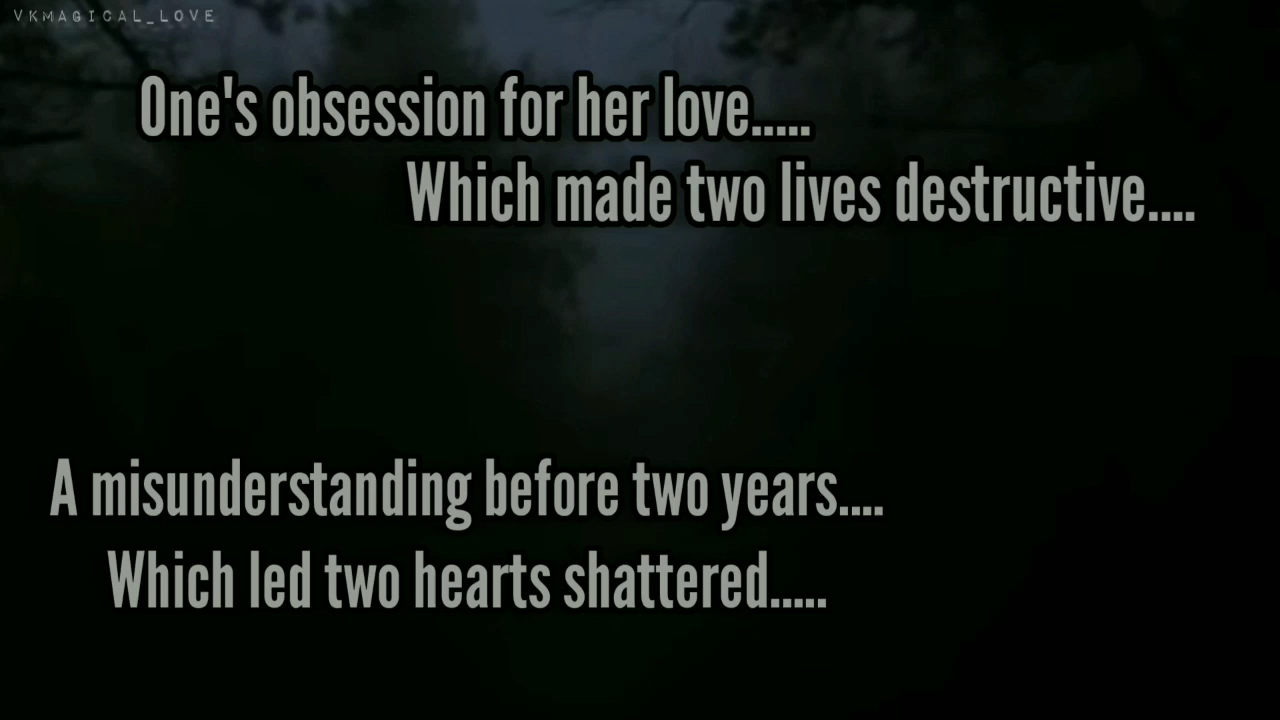 VKMAGICAL_LOVE
One's obsession for her love.....
Which made two lives destructive....
A misunderstanding before two years....
Which led two hearts shattered.....